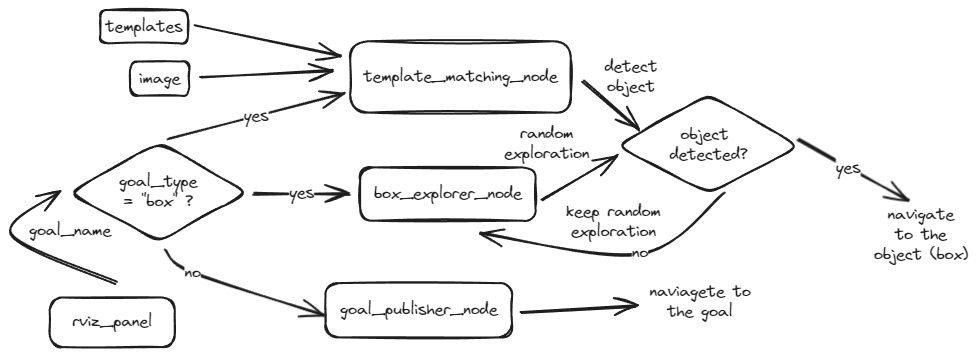 templates
image
template_matching_node
detect
object
yes
random
exploration
object
detected?
goal_type
= "box" ?
yes
box_explorer_node
yes
keep random
exploration
no
navigate
to the
object (box)
goal_name
no
rviz_panel
goal_publisher_node
naviagete to
the goal